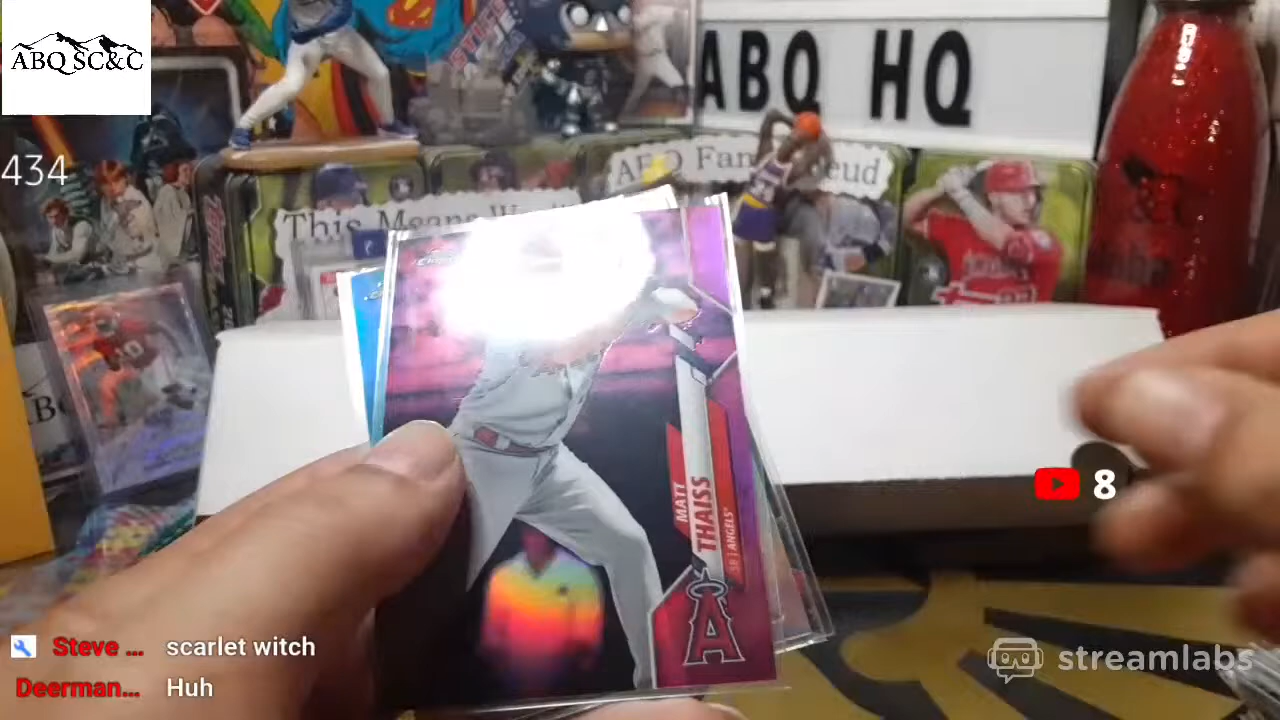 ABQ SC&C
ABQ HQ
434
ABQ Fan
This Means
MATT
THAISS
ANGELS
A
8
Steve ... scarlet witch
Deerman... Huh
streamlabs